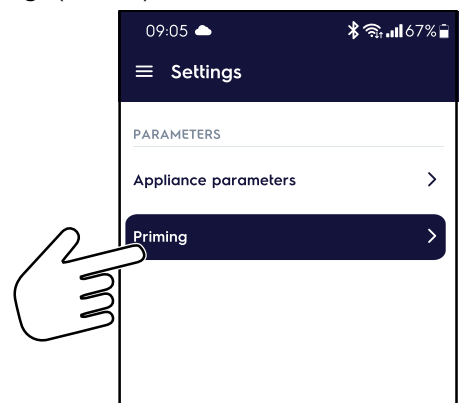 09:05 67%
Settings
PARAMETERS
Appliance parameters
Priming